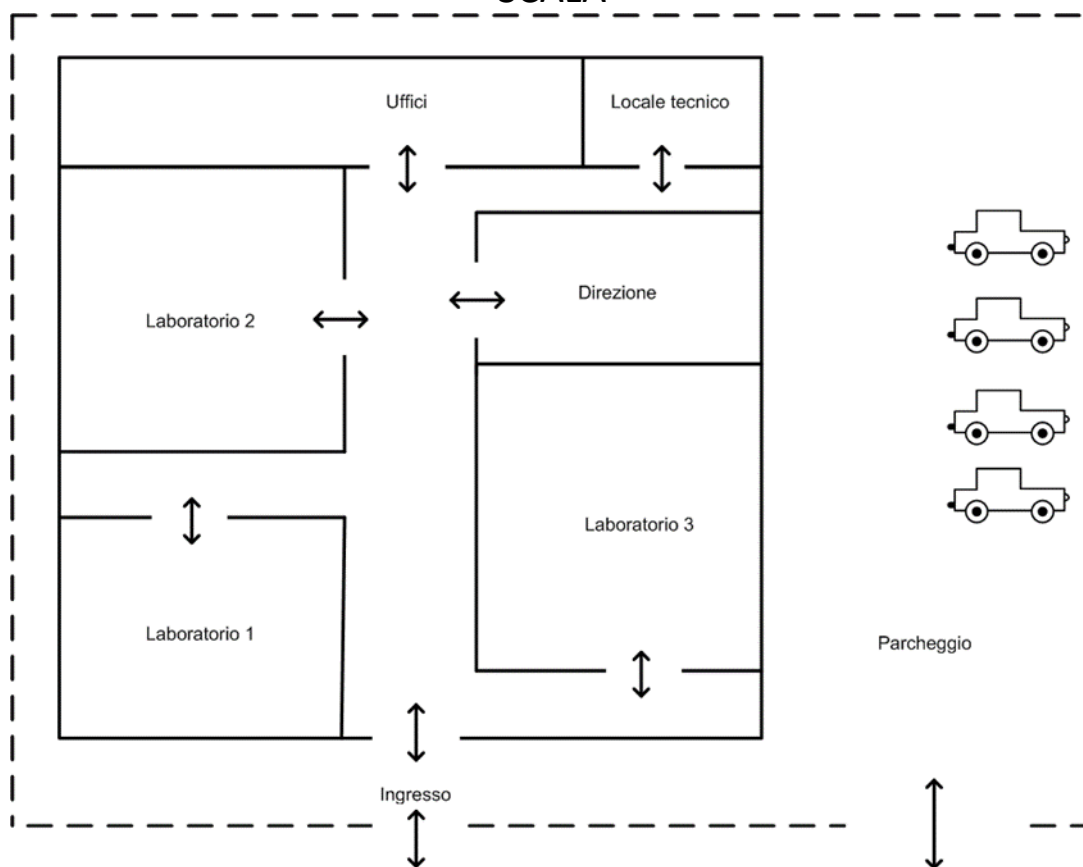 Uffici
Locale tecnico
Direzione
Laboratorio 2
Laboratorio 3
Laboratorio 1
Parcheggio
Ingresso